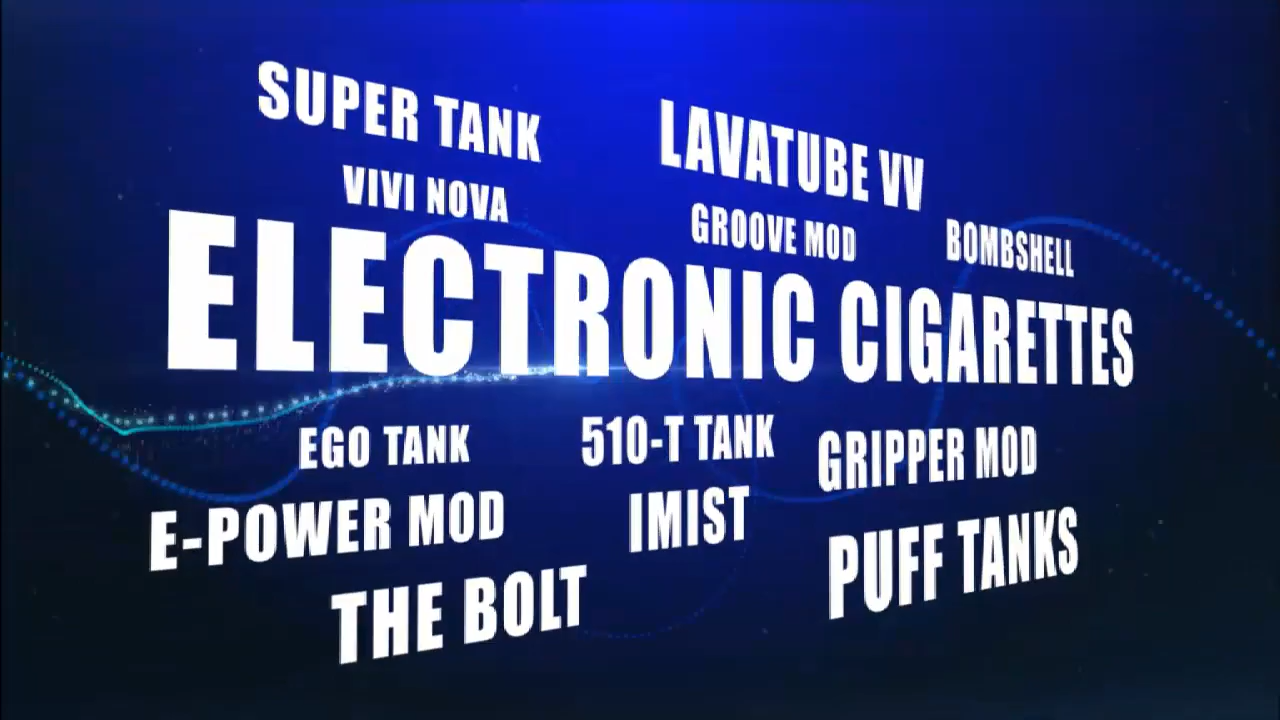 SUPER TANK
LAVATUBE VV
VIVI NOVA
GROOVE MOD
BOMBSHELL
ELECTRONIC CIGARETTES
EGO TANK
510-T TANK
GRIPPER MOD
E-POWER MOD
IMIST
PUFF TANKS
THE BOLT